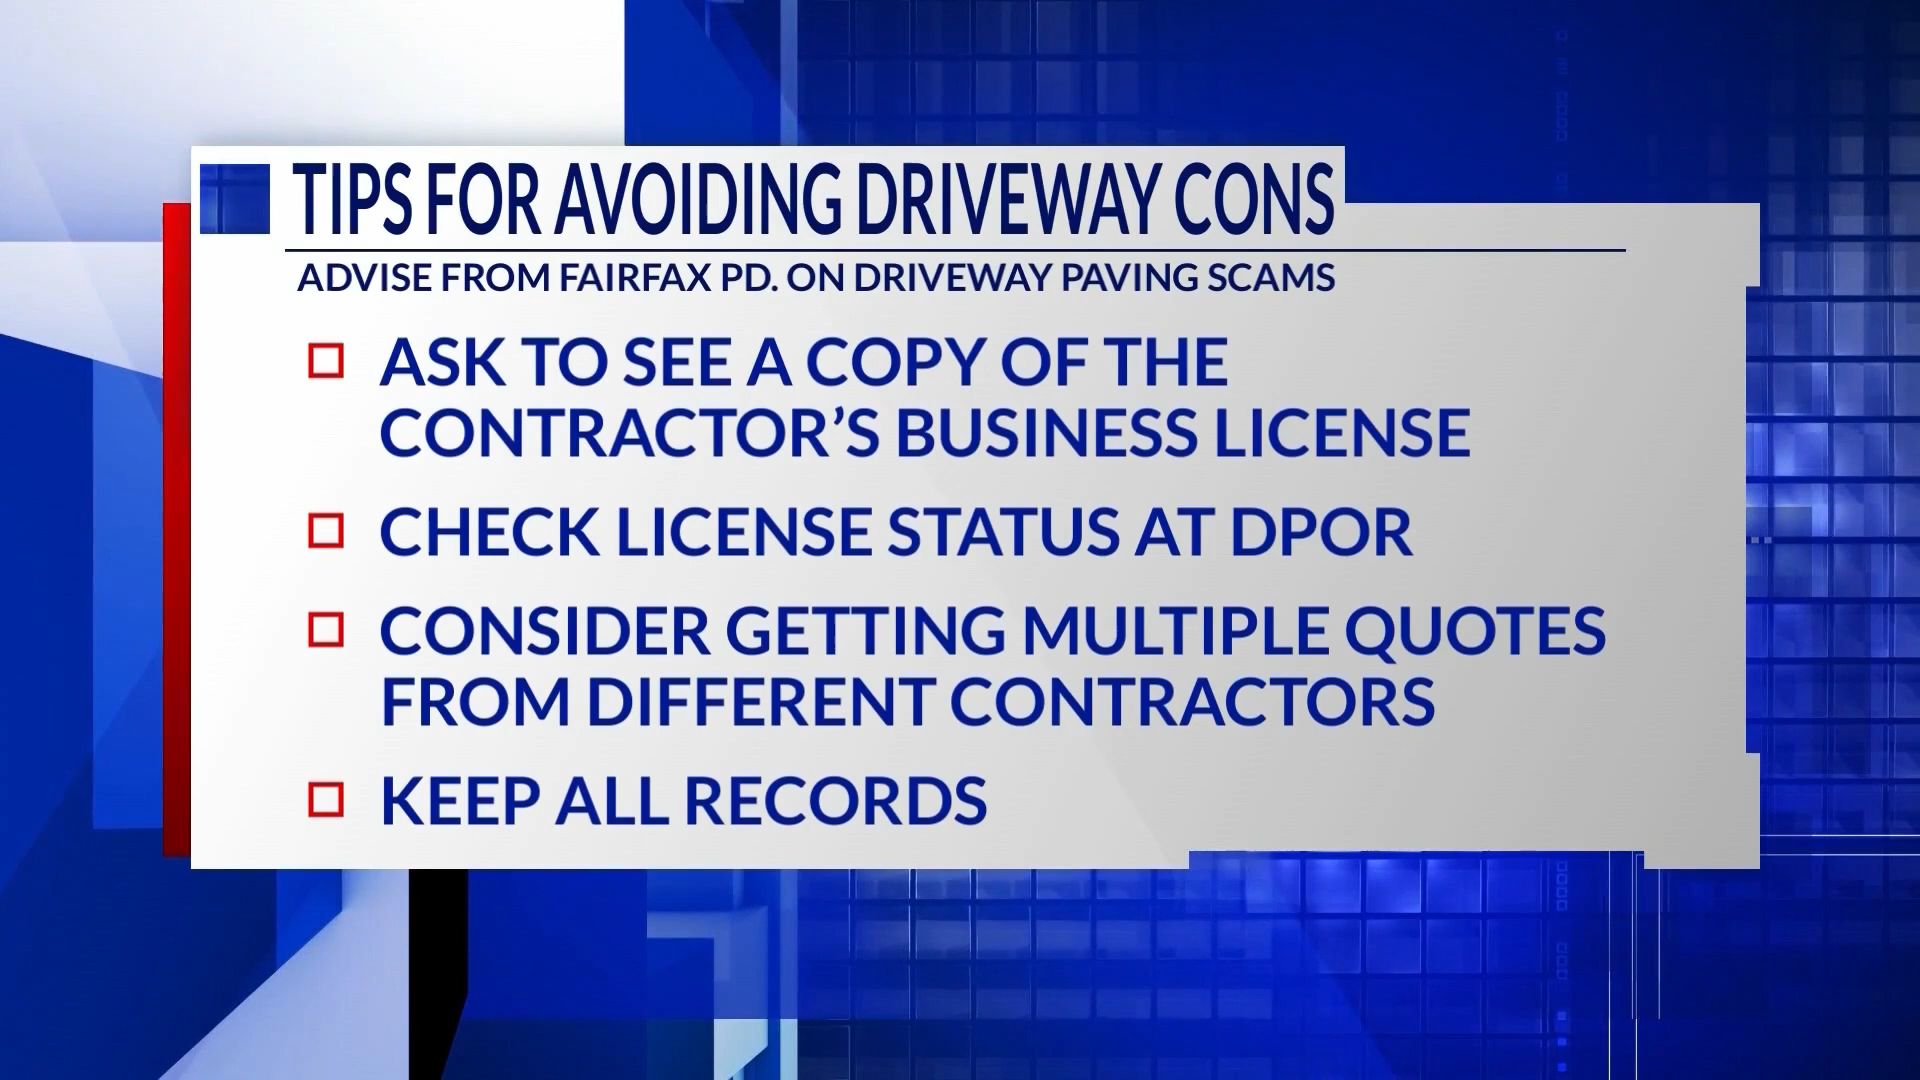 TIPS FOR AVOIDING DRIVEWAY CONS
ADVISE FROM FAIRFAX PD. ON DRIVEWAY PAVING SCAMS
ASK TO SEE A COPY OF THE
CONTRACTOR’S BUSINESS LICENSE
CHECK LICENSE STATUS AT DPOR
CONSIDER GETTING MULTIPLE QUOTES
FROM DIFFERENT CONTRACTORS
KEEP ALL RECORDS